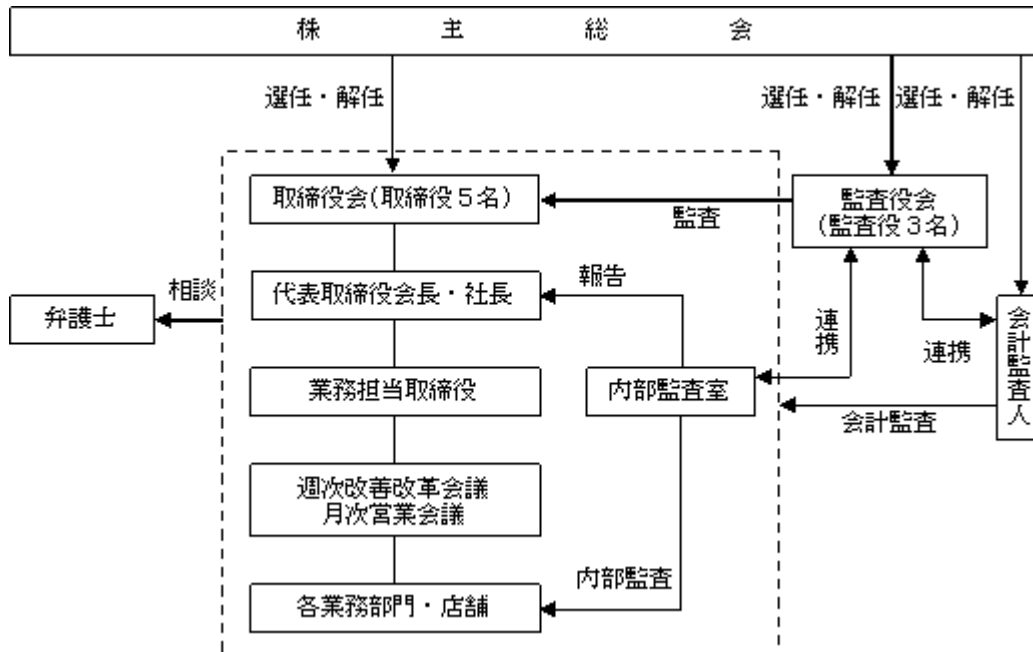 株主総会
選任・解任
選任・解任
選任・解任
取締役会(取締役5名)
監査
監査役会
(監査役3名)
相談
弁護士
代表取締役会長・社長
報告
連携
連携
会計監査人
業務担当取締役
内部監査室
会計監査
週次改善改革会議
月次営業会議
内部監査
各業務部門・店舗